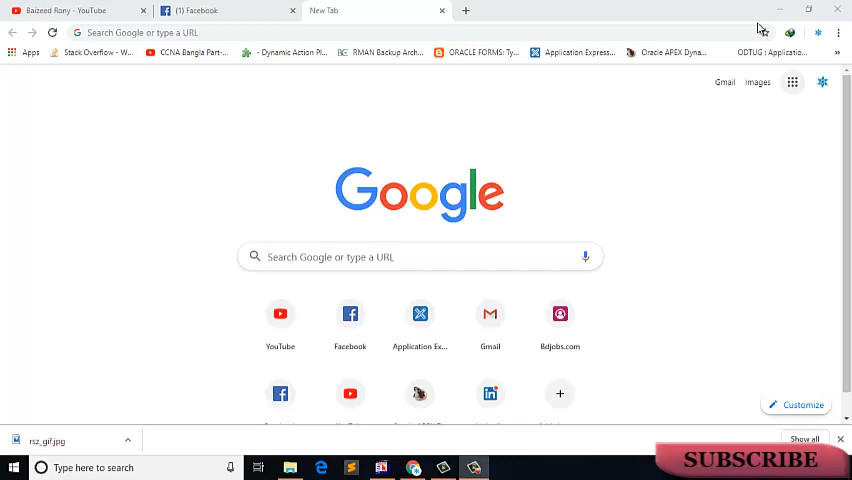 Baizeed Rony - YouTube
(1) Facebook
New Tab
Search Google or type a URL
Apps
Stack Overflow - W...
CCNA Bangla Part-...
- Dynamic Action Pl...
RMAN Backup Arch...
ORACLE FORMS: Ty...
Application Express...
Oracle APEX Dyna...
ODTUG : Applicatio...
Gmail
Images
Google
Search Google or type a URL
YouTube
Facebook
Application Ex...
Gmail
Bdjobs.com
Customize
rsz_gif.jpg
Show all
Type here to search
SUBSCRIBE